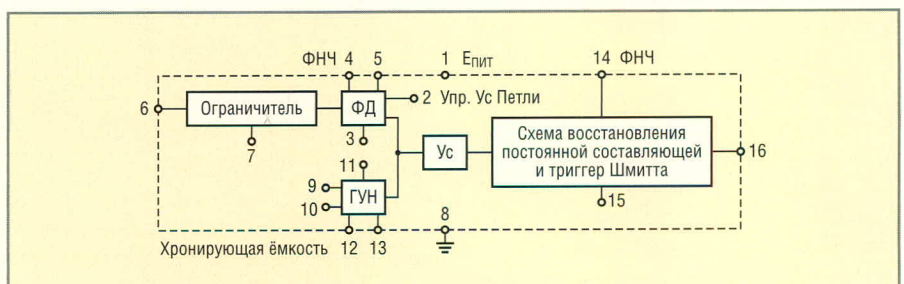 ФНЧ 4 5 1 Eпит 14 ФНЧ
6 Ограничитель ФД 2 Упр. Ус Петли
7 3
Схема восстановления
постоянной составляющей
и триггер Шмитта
Ус
16
11
9
10
ГУН
15
8
Хронирующая ёмкость 12 13